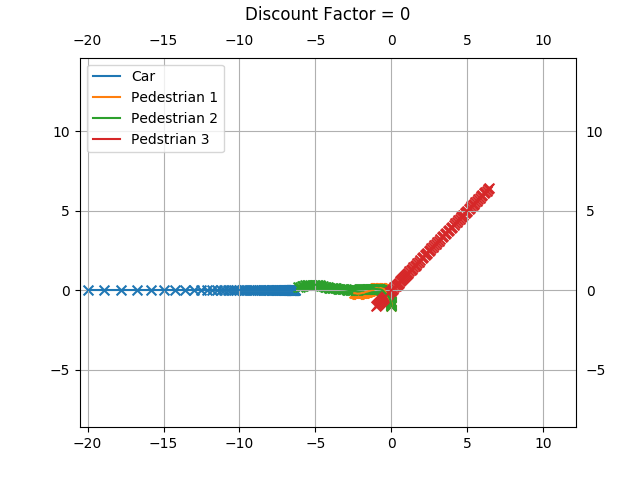 Discount Factor = 0
−20 −15 −10 −5 0 5 10
Car
Pedestrian 1
Pedestrian 2
Pedstrian 3
10 10
5 5
0 0
−5 −5
−20 −15 −10 −5 0 5 10